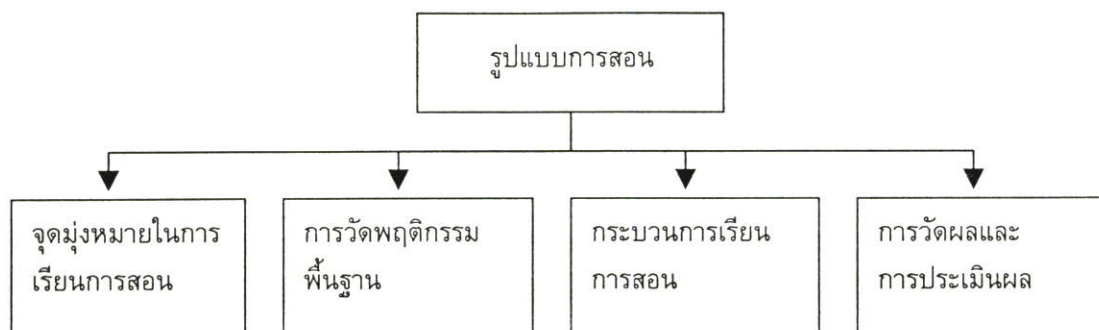 รูปแบบการสอน
จุดมุ่งหมายในการ
เรียนการสอน
การวัดพฤติกรรม
พื้นฐาน
กระบวนการเรียน
การสอน
การวัดผลและ
การประเมินผล